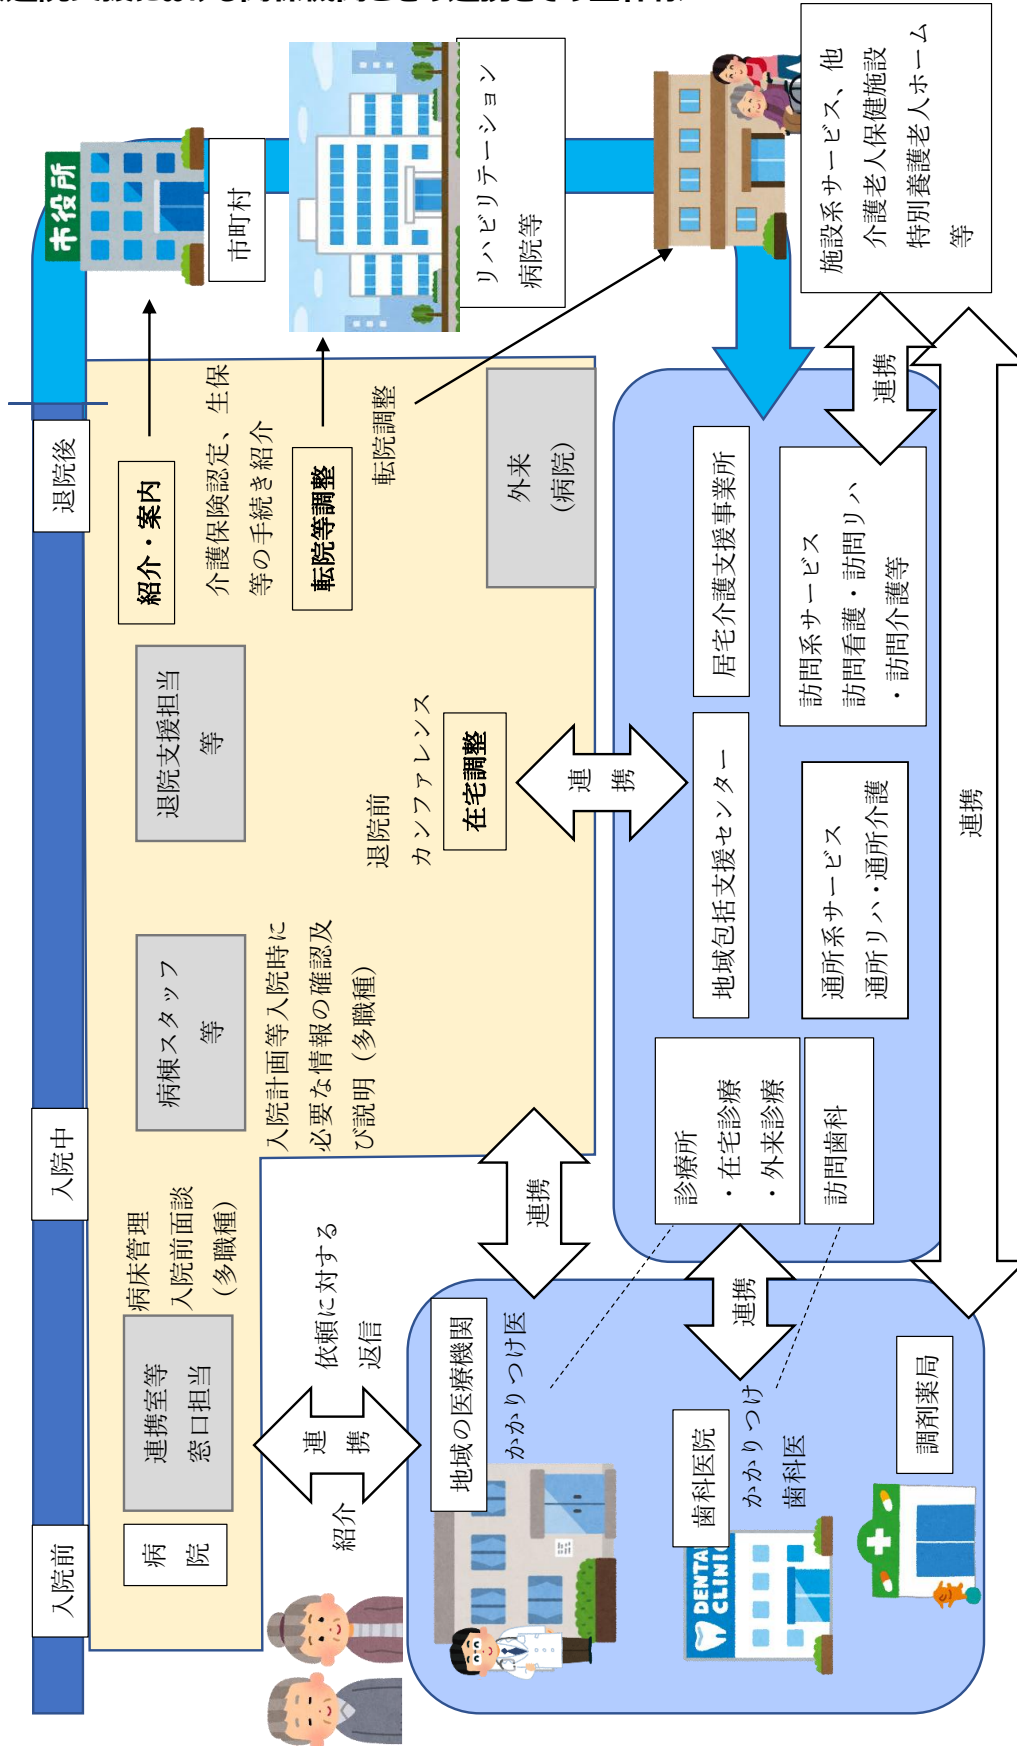 入院前
入院中
退院後
病
院
連携室等
窓口担当
病床管理
入院前面談
(多職種)
病棟スタッフ
等
入院計画等入院時に
必要な情報の確認及
び説明（多職種）
退院支援担当
等
退院前
カンファレンス
在宅調整
紹介・案内
介護保険認定、生保
等の手続き紹介
転院等調整
転院調整
外来
(病院)
市役所
市町村
リハビリテーション
病院等
施設系サービス、他
介護老人保健施設
特別養護老人ホーム
等
紹介
連
携
依頼に対する
返信
連携
連
携
連携
地域の医療機関
かかりつけ医
歯科医院
かかりつけ
歯科医
DENTA
CLINIC
調剤薬局
連携
診療所
・在宅診療
・外来診療
訪問歯科
地域包括支援センター
居宅介護支援事業所
通所系サービス
通所リハ・通所介護
訪問系サービス
訪問看護・訪問リハ
・訪問介護等
連携